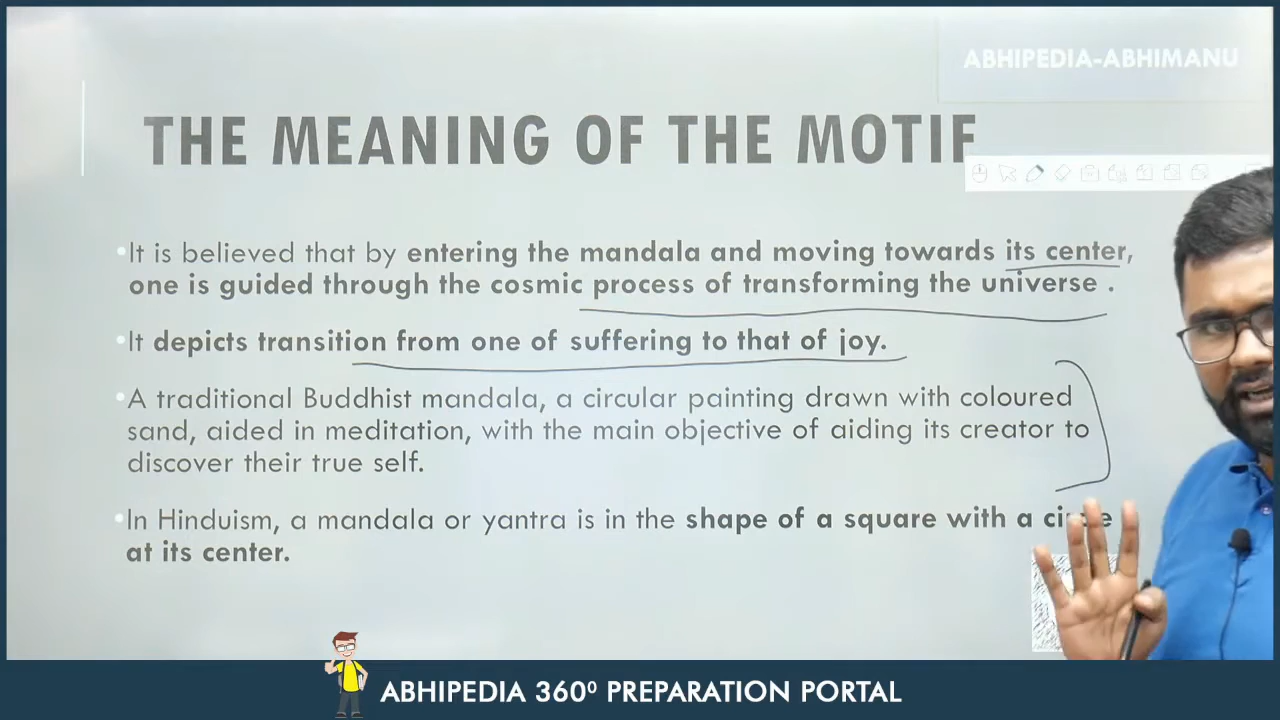 ABHIPEDIA-ABHIMANU
THE MEANING OF THE MOTIF
•It is believed that by entering the mandala and moving towards its center,
one is guided through the cosmic process of transforming the universe .
•It depicts transition from one of suffering to that of joy.
•A traditional Buddhist mandala, a circular painting drawn with coloured
sand, aided in meditation, with the main objective of aiding its creator to
discover their true self.
•In Hinduism, a mandala or yantra is in the shape of a square with a circle
at its center.
ABHIPEDIA 360⁰ PREPARATION PORTAL